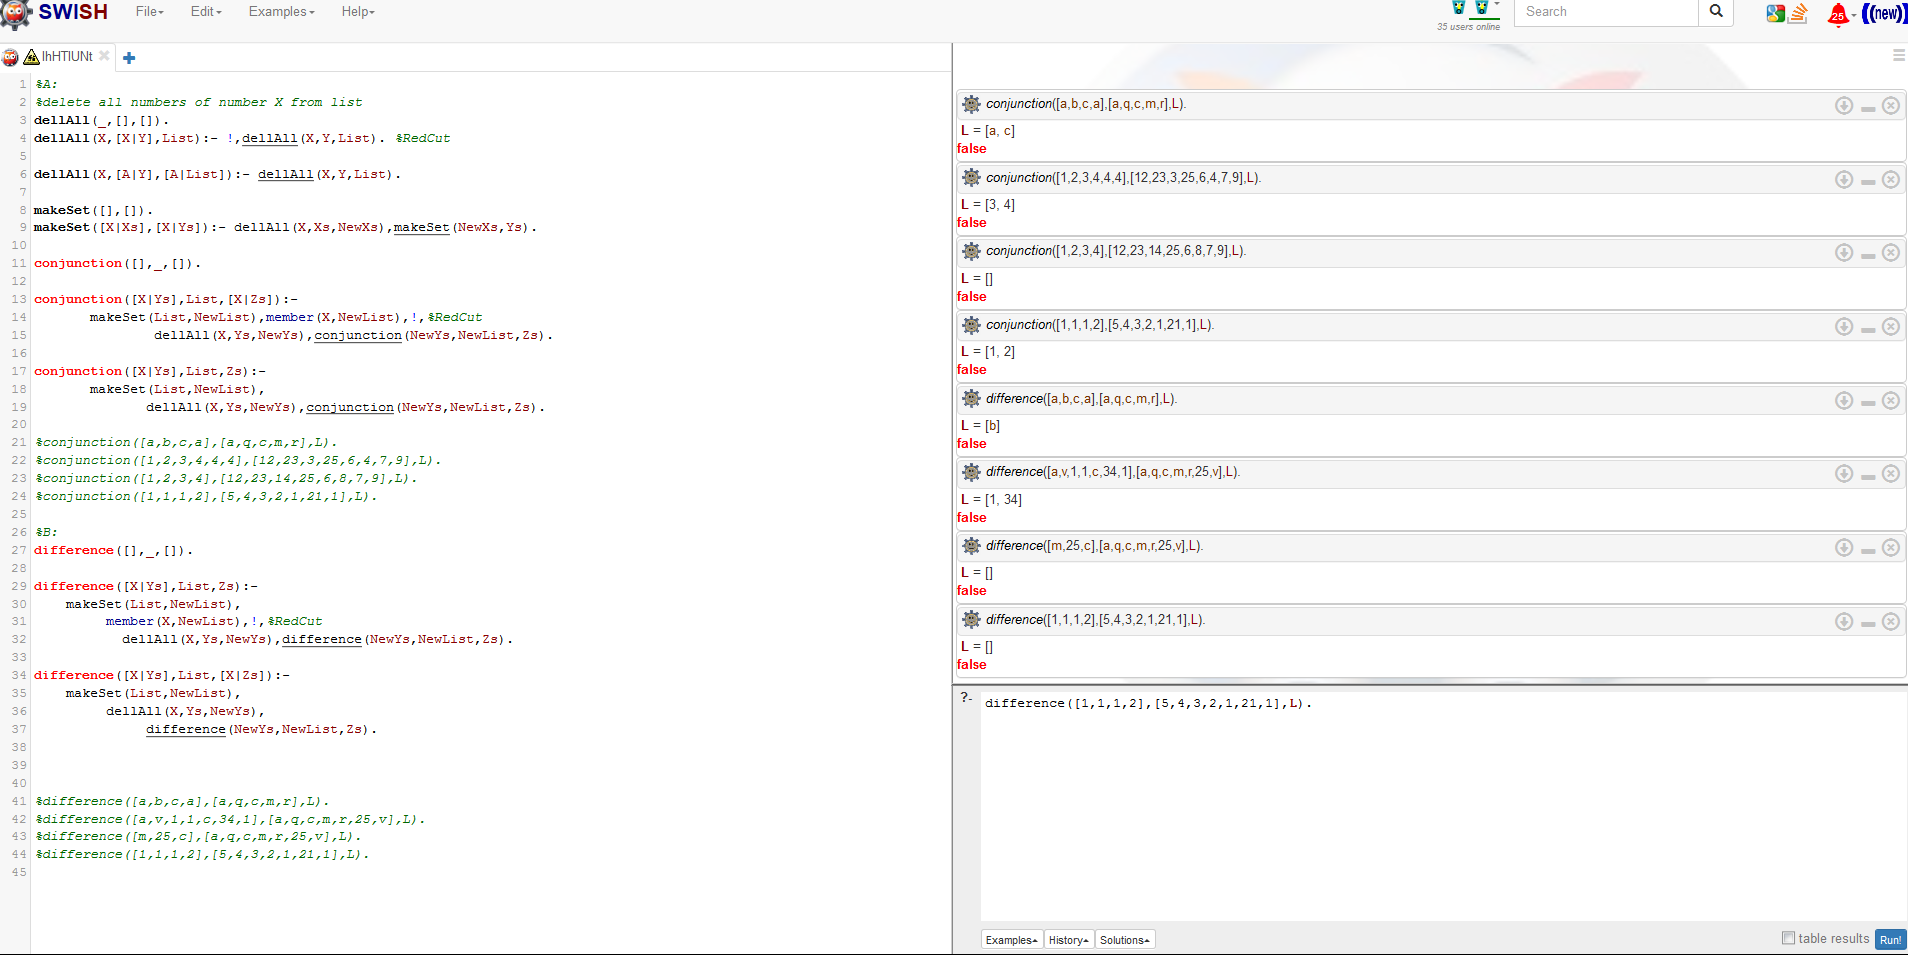 SWISH File Edit Examples Help
35 users online
Search
25
((new))
lhHTlUNt
1 %A:
2 %delete all numbers of number X from list
3 dellAll(_,[],[]).
4 dellAll(X,[X|Y],List):- !,dellAll(X,Y,List). %RedCut
5
6 dellAll(X,[A|Y],[A|List]):- dellAll(X,Y,List).
7
8 makeSet([],[]).
9 makeSet([X|Xs],[X|Ys]):- dellAll(X,Xs,NewXs),makeSet(NewXs,Ys).
10
11 conjunction([],_,[]).
12
13 conjunction([X|Ys],List,[X|Zs]):-
14 makeSet(List,NewList),member(X,NewList),!,%RedCut
15 dellAll(X,Ys,NewYs),conjunction(NewYs,NewList,Zs).
16
17 conjunction([X|Ys],List,Zs):-
18 makeSet(List,NewList),
19 dellAll(X,Ys,NewYs),conjunction(NewYs,NewList,Zs).
20
21 %conjunction([a,b,c,a],[a,q,c,m,r],L).
22 %conjunction([1,2,3,4,4,4],[12,23,3,25,6,4,7,9],L).
23 %conjunction([1,2,3,4],[12,23,14,25,6,8,7,9],L).
24 %conjunction([1,1,1,2],[5,4,3,2,1,21,1],L).
25
26 %B:
27 difference([],_,[]).
28
29 difference([X|Ys],List,Zs):-
30 makeSet(List,NewList),
31 member(X,NewList),!,%RedCut
32 dellAll(X,Ys,NewYs),difference(NewYs,NewList,Zs).
33
34 difference([X|Ys],List,[X|Zs]):-
35 makeSet(List,NewList),
36 dellAll(X,Ys,NewYs),
37 difference(NewYs,NewList,Zs).
38
39
40
41 %difference([a,b,c,a],[a,q,c,m,r],L).
42 %difference([a,v,1,1,c,34,1],[a,q,c,m,r,25,v],L).
43 %difference([m,25,c],[a,q,c,m,r,25,v],L).
44 %difference([1,1,1,2],[5,4,3,2,1,21,1],L).
45
conjunction([a,b,c,a],[a,q,c,m,r],L).
L = [a, c]
false
conjunction([1,2,3,4,4,4],[12,23,3,25,6,4,7,9],L).
L = [3, 4]
false
conjunction([1,2,3,4],[12,23,14,25,6,8,7,9],L).
L = []
false
conjunction([1,1,1,2],[5,4,3,2,1,21,1],L).
L = [1, 2]
false
difference([a,b,c,a],[a,q,c,m,r],L).
L = [b]
false
difference([a,v,1,1,c,34,1],[a,q,c,m,r,25,v],L).
L = [1, 34]
false
difference([m,25,c],[a,q,c,m,r,25,v],L).
L = []
false
difference([1,1,1,2],[5,4,3,2,1,21,1],L).
L = []
false
?- difference([1,1,1,2],[5,4,3,2,1,21,1],L).
Examples History Solutions table results Run!